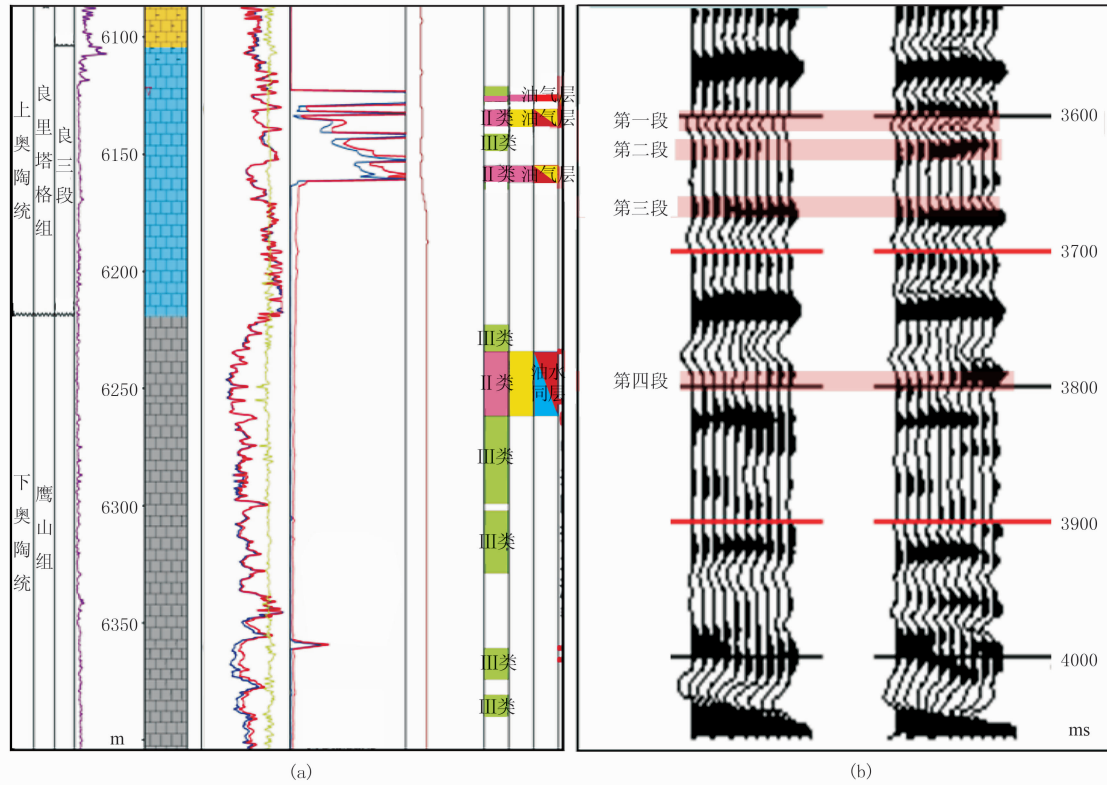 上奥陶统
良里塔格组
良三段
下奥陶统
鹰山组
6100
6150
6200
6250
6300
6350
m
油气层
II类
油气层
III类
II类
油气层
III类
II类
油水
同层
III类
III类
III类
III类
(a)
第一段
第二段
第三段
第四段
3600
3700
3800
3900
4000
ms
(b)